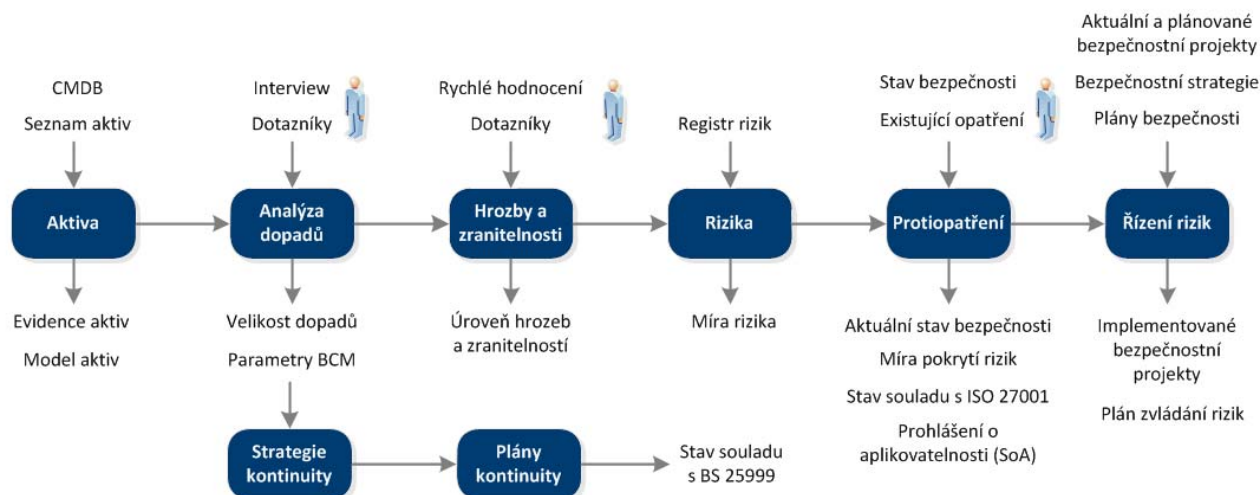 Aktuální a plánované
bezpečnostní projekty
CMDB
Interview
Rychlé hodnocení
Stav bezpečnosti
Bezpečnostní strategie
Seznam aktiv
Dotazníky
Dotazníky
Registr rizik
Existující opatření
Plány bezpečnosti
Aktiva
Analýza
dopadů
Hrozby a
zranitelnosti
Rizika
Protiopatření
Řízení rizik
Evidence aktiv
Model aktiv
Velikost dopadů
Parametry BCM
Úroveň hrozeb
a zranitelností
Míra rizika
Aktuální stav bezpečnosti
Míra pokrytí rizik
Stav souladu s ISO 27001
Prohlášení o
aplikovatelnosti (SoA)
Implementované
bezpečnostní
projekty
Plán zvládání rizik
Strategie
kontinuity
Plány
kontinuity
Stav souladu
s BS 25999